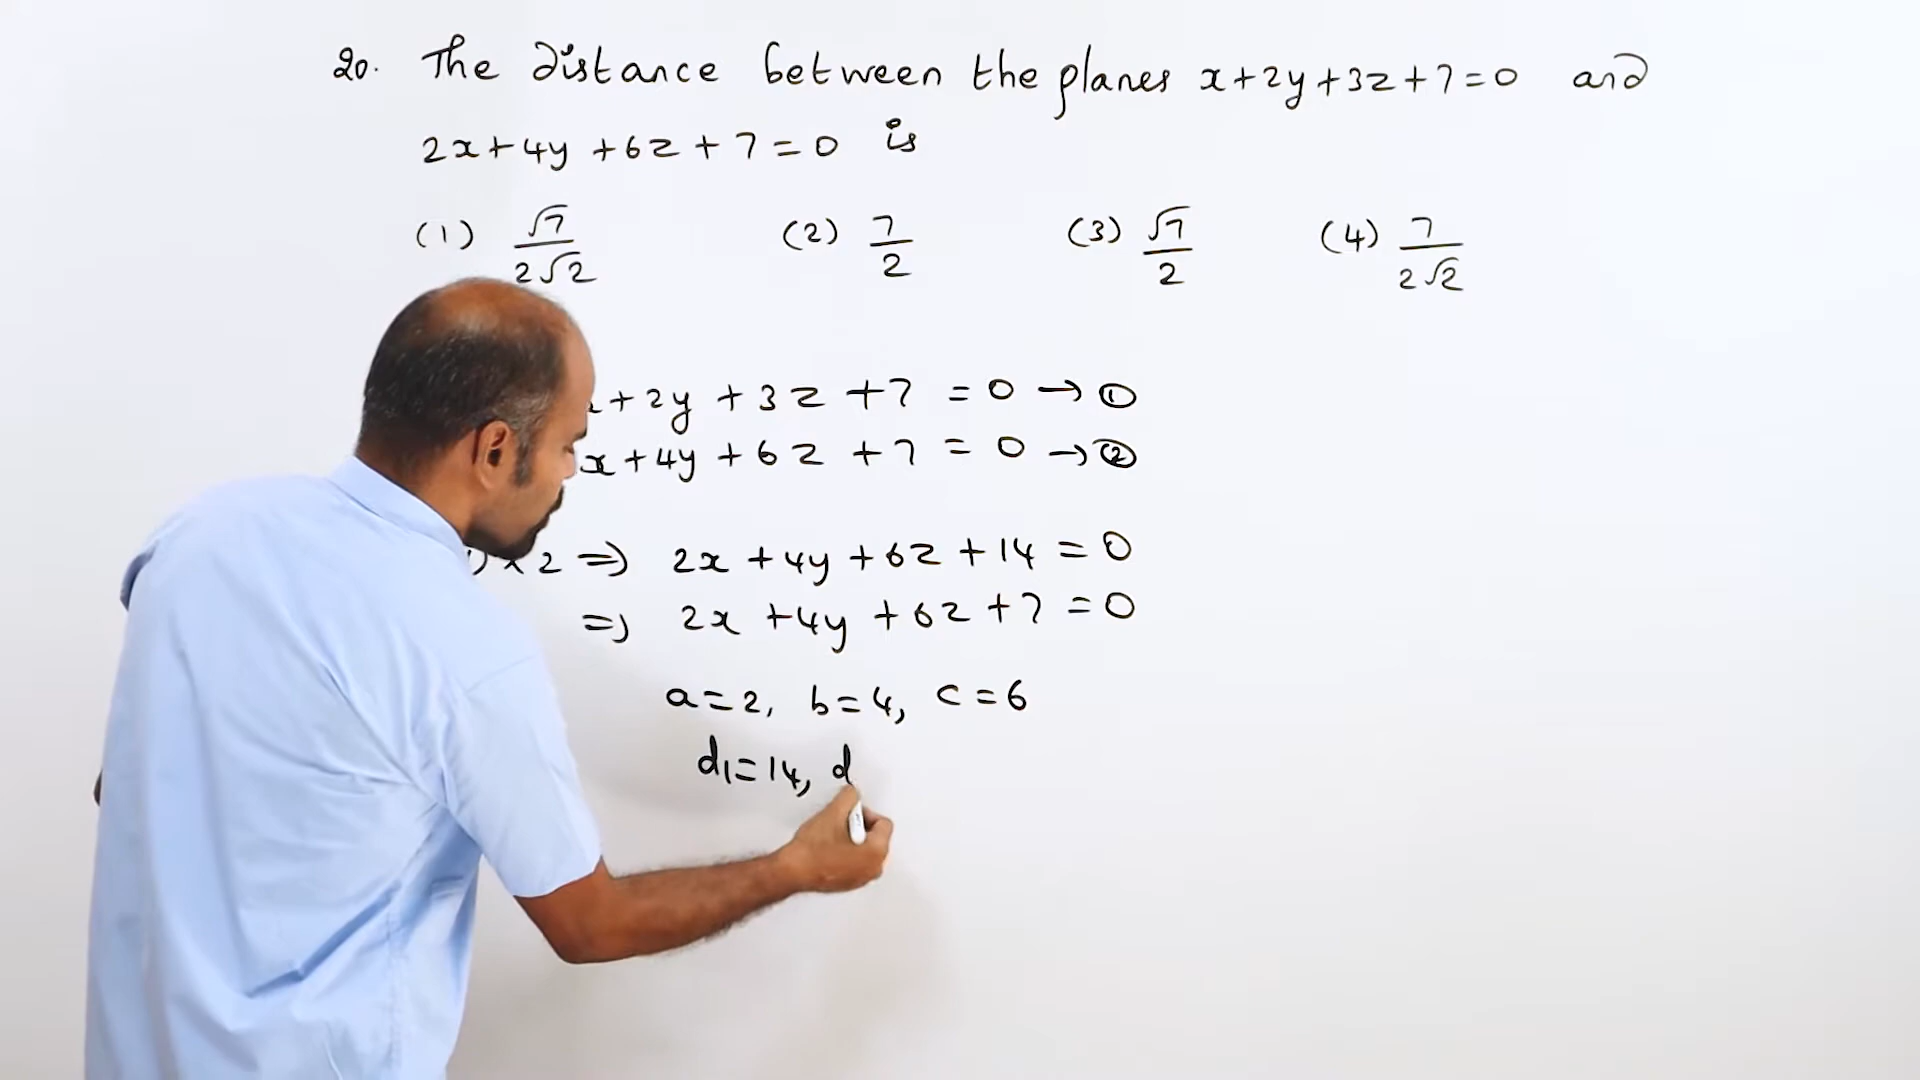 20. The distance between the planes x+2y+3z+7=0 and
2x+4y+6z+7=0 is
(1) √7/2√2 (2) 7/2 (3) √7/2 (4) 7/2√2
+2y+3z+7=0→①
x+4y+6z+7=0→②
×2⇒ 2x+4y+6z+14=0
⇒ 2x+4y+6z+7=0
a=2, b=4, c=6
d₁=14, d